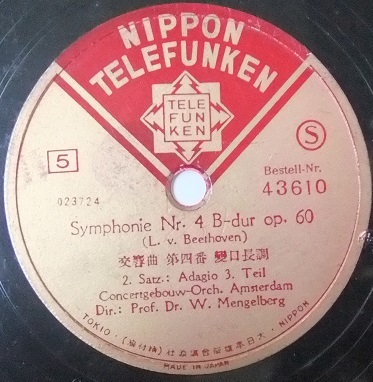 NIPPON
TELEFUNKEN
TELE
FUN
KEN
5
S
Bestell-Nr.
43610
023724
Symphonie Nr. 4 B-dur op. 60
(L. v. Beethoven)
交響曲 第四番 變ロ長調
2. Satz.: Adagio 3. Teil
Concertgebouw-Orch. Amsterdam
Dir.: Prof. Dr. W. Mengelberg
TOKIO
NIPPON
MADE IN JAPAN